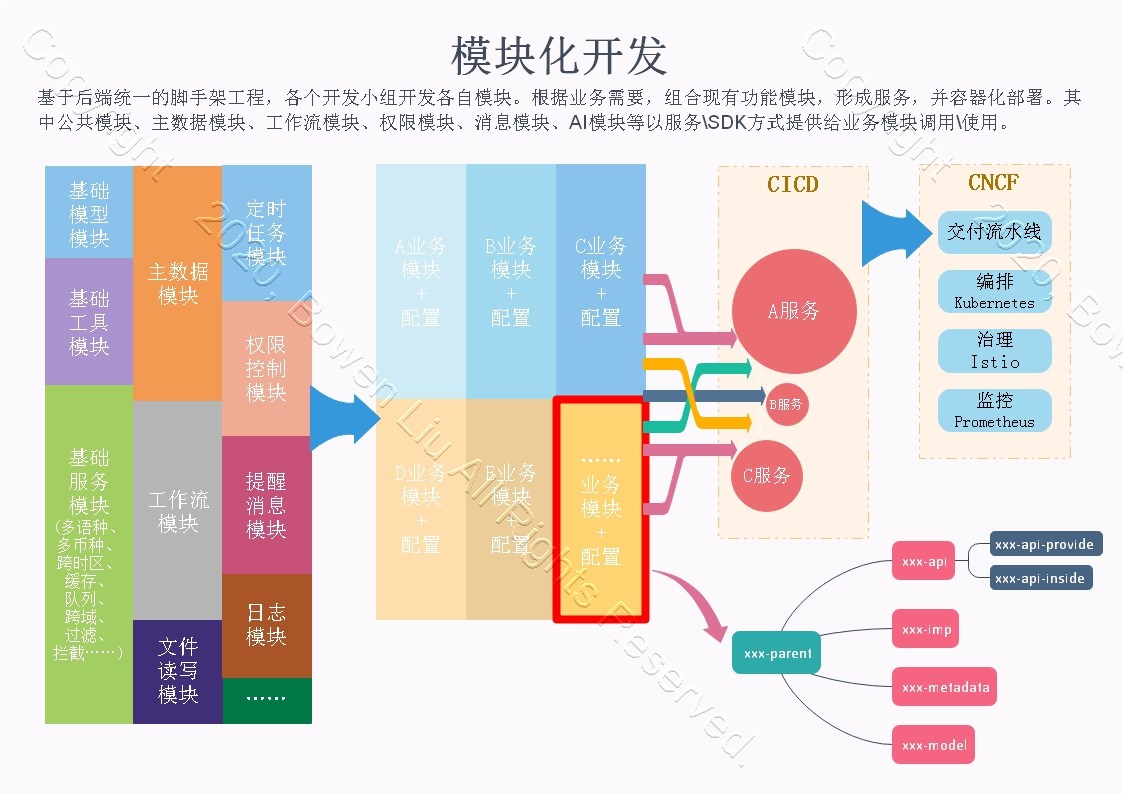 模块化开发
基于后端统一的脚手架工程，各个开发小组开发各自模块。根据业务需要，组合现有功能模块，形成服务，并容器化部署。其
中公共模块、主数据模块、工作流模块、权限模块、消息模块、AI模块等以服务\SDK方式提供给业务模块调用\使用。
基础
模型
模块
基础
工具
模块
基础
服务
模块
(多语种、
多币种、
跨时区、
缓存、
队列、
跨域、
过滤、
拦截……)
主数据
模块
工作流
模块
文件
读写
模块
定时
任务
模块
权限
控制
模块
提醒
消息
模块
日志
模块
……
A业务
模块
+
配置
B业务
模块
+
配置
C业务
模块
+
配置
D业务
模块
+
配置
E业务
模块
+
配置
……
业务
模块
+
配置
CICD
A服务
B服务
C服务
CNCF
交付流水线
编排
Kubernetes
治理
Istio
监控
Prometheus
xxx-parent
xxx-api
xxx-api-provide
xxx-api-inside
xxx-imp
xxx-metadata
xxx-model
Copyright 2020, Bowen Liu All Rights Reserved.
Copyright 2020, Bow